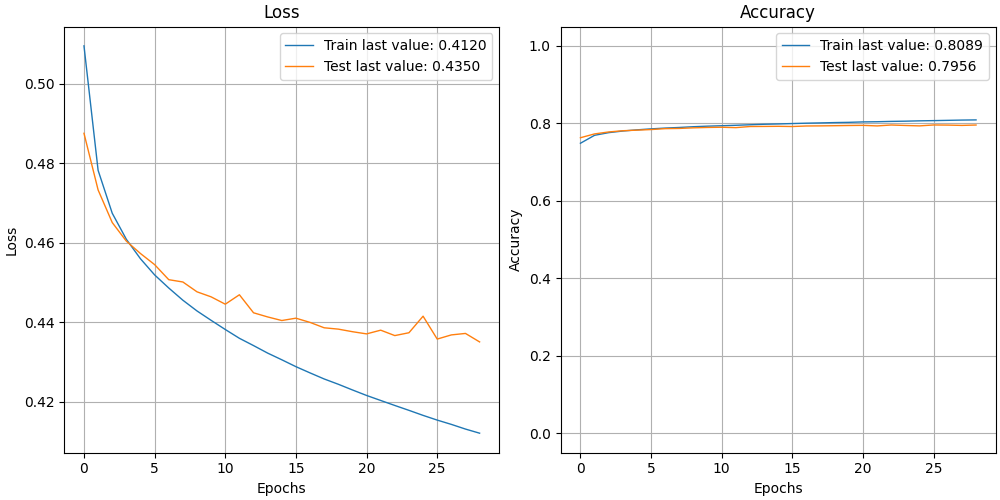 Loss
Train last value: 0.4120
Test last value: 0.4350
0.50
0.48
0.46
0.44
0.42
Loss
0 5 10 15 20 25
Epochs
Accuracy
Train last value: 0.8089
Test last value: 0.7956
1.0
0.8
0.6
0.4
0.2
0.0
Accuracy
0 5 10 15 20 25
Epochs